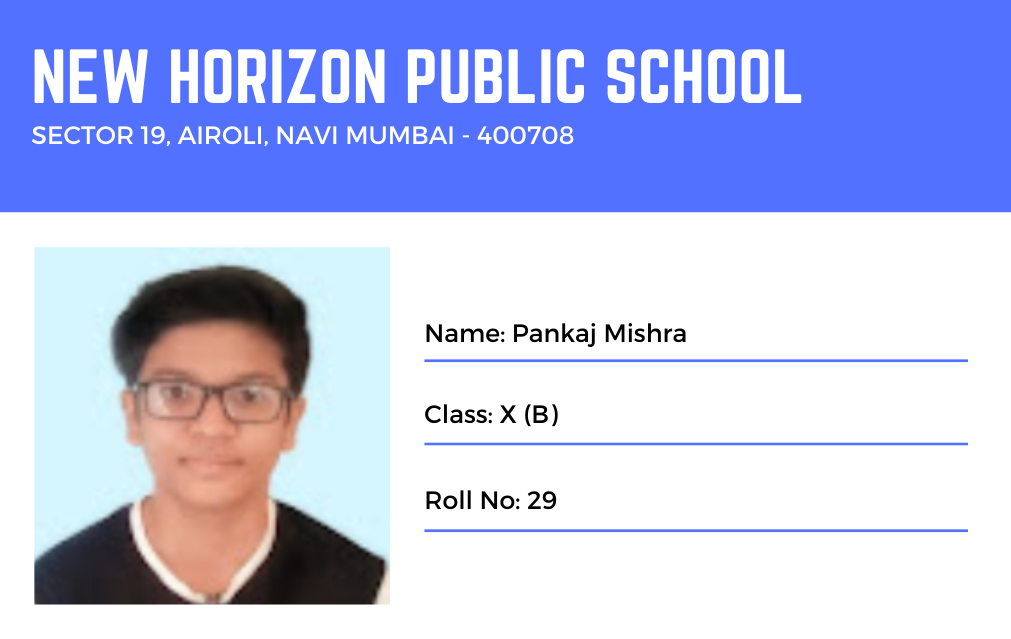 NEW HORIZON PUBLIC SCHOOL
SECTOR 19, AIROLI, NAVI MUMBAI - 400708
Name: Pankaj Mishra
Class: X (B)
Roll No: 29